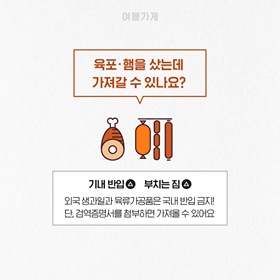 여행가게
육포·햄을 샀는데
가져갈 수 있나요?
기내 반입 △ 부치는 짐 △
외국 생과일과 육류가공품은 국내 반입 금지!
단, 검역증명서를 첨부하면 가져올 수 있어요